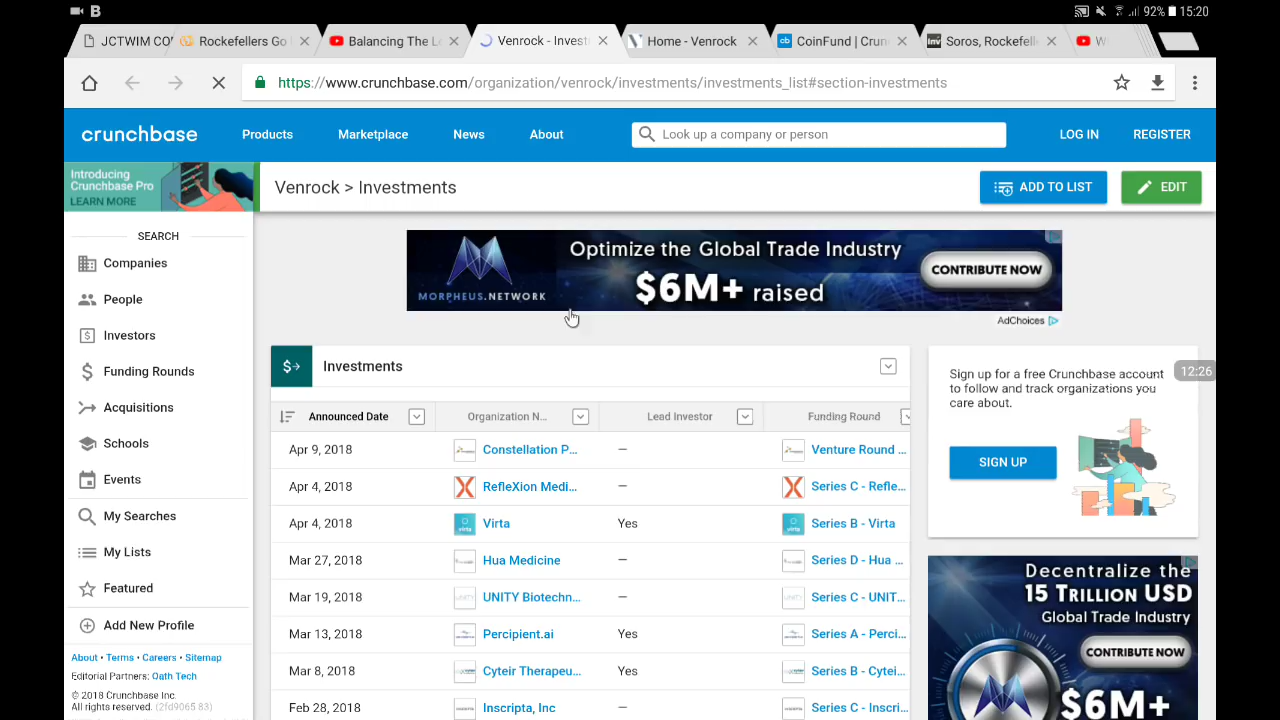 B 92% 15:20
JCTWIM CO Rockefellers Go Balancing The L Venrock - Invest Home - Venrock CoinFund | Crun Soros, Rockefell W
https://www.crunchbase.com/organization/venrock/investments/investments_list#section-investments
crunchbase Products Marketplace News About Look up a company or person LOG IN REGISTER
Introducing
Crunchbase Pro
LEARN MORE
Venrock > Investments ADD TO LIST EDIT
SEARCH
Companies
People
Investors
Funding Rounds
Acquisitions
Schools
Events
My Searches
My Lists
Featured
Add New Profile
About • Terms • Careers • Sitemap
Editorial Partners: Oath Tech
© 2018 Crunchbase Inc.
All rights reserved. (2fd9065 83)
MORPHEUS.NETWORK
Optimize the Global Trade Industry
$6M+ raised
CONTRIBUTE NOW
AdChoices
Investments
Announced Date Organization N... Lead Investor Funding Round
Apr 9, 2018 Constellation P... — Venture Round ...
Apr 4, 2018 RefleXion Medi... — Series C - Refle...
Apr 4, 2018 Virta Yes Series B - Virta
Mar 27, 2018 Hua Medicine — Series D - Hua ...
Mar 19, 2018 UNITY Biotechn... — Series C - UNIT...
Mar 13, 2018 Percipient.ai Yes Series A - Perci...
Mar 8, 2018 Cyteir Therapeu... Yes Series B - Cytei...
Feb 28, 2018 Inscripta, Inc — Series C - Inscri...
Sign up for a free Crunchbase account
to follow and track organizations you
care about.
SIGN UP
12:26
Decentralize the
15 TRILLION USD
Global Trade Industry
CONTRIBUTE NOW
$6M+